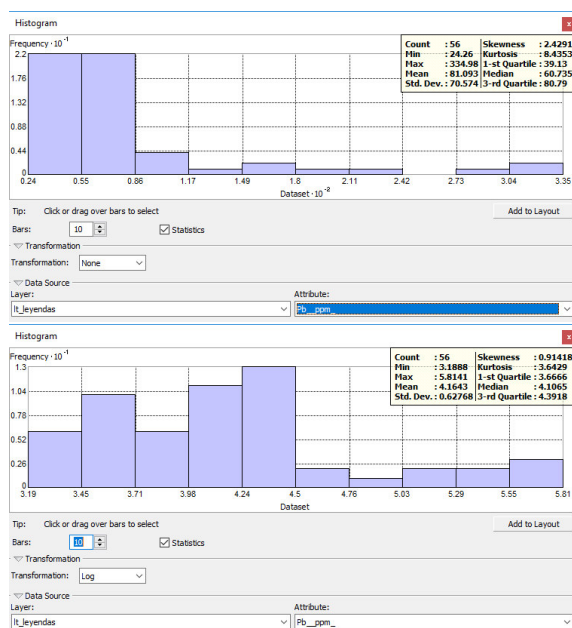 Histogram
x
Frequency · 10 ⁻¹
Count : 56 Skewness : 2.4291
Min : 24.26 Kurtosis : 8.4353
Max : 334.98 1-st Quartile : 39.13
Mean : 81.093 Median : 60.735
Std. Dev. : 70.574 3-rd Quartile : 80.79
2.2
1.76
1.32
0.88
0.44
0
0.24 0.55 0.86 1.17 1.49 1.8 2.11 2.42 2.73 3.04 3.35
Dataset · 10 ⁻²
Tip: Click or drag over bars to select Add to Layout
Bars: 10 Statistics
Transformation
Transformation: None
Data Source
Layer: Attribute:
lt_leyendas Pb__ppm_
Histogram
x
Frequency · 10 ⁻¹
Count : 56 Skewness : 0.91418
Min : 3.1888 Kurtosis : 3.6429
Max : 5.8141 1-st Quartile : 3.6666
Mean : 4.1643 Median : 4.1065
Std. Dev. : 0.62768 3-rd Quartile : 4.3918
1.3
1.04
0.78
0.52
0.26
0
3.19 3.45 3.71 3.98 4.24 4.5 4.76 5.03 5.29 5.55 5.81
Dataset
Tip: Click or drag over bars to select Add to Layout
Bars: 10 Statistics
Transformation
Transformation: Log
Data Source
Layer: Attribute:
lt_leyendas Pb__ppm_